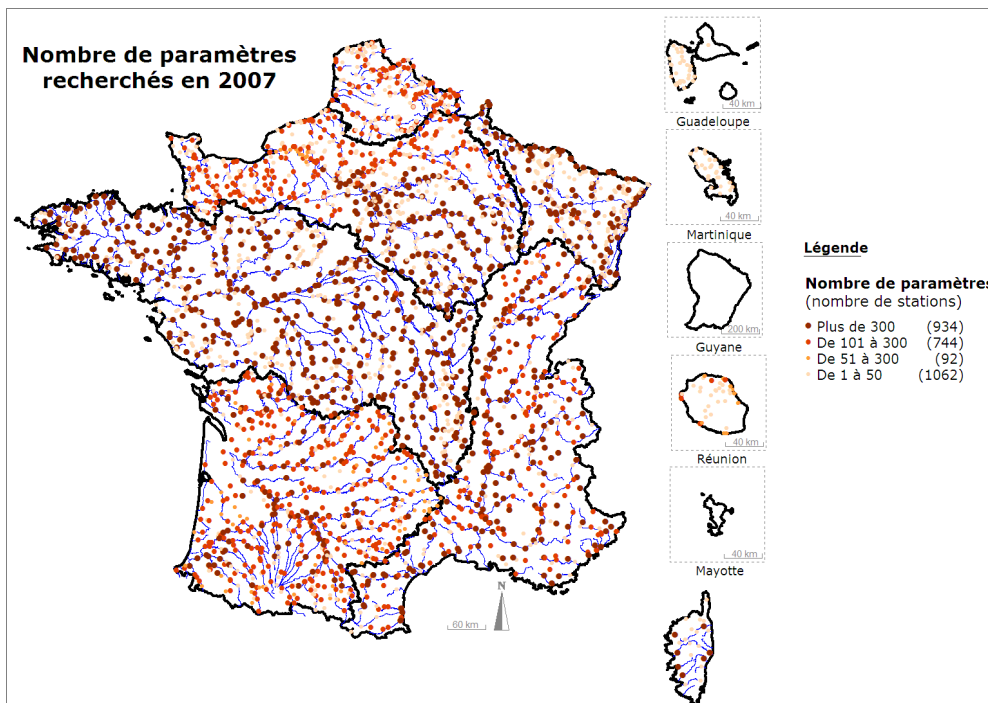 Nombre de paramètres
recherchés en 2007
40 km
Guadeloupe
40 km
Martinique
200 km
Guyane
40 km
Réunion
40 km
Mayotte
N
60 km
Légende
Nombre de paramètres
(nombre de stations)
Plus de 300 (934)
De 101 à 300 (744)
De 51 à 300 (92)
De 1 à 50 (1062)